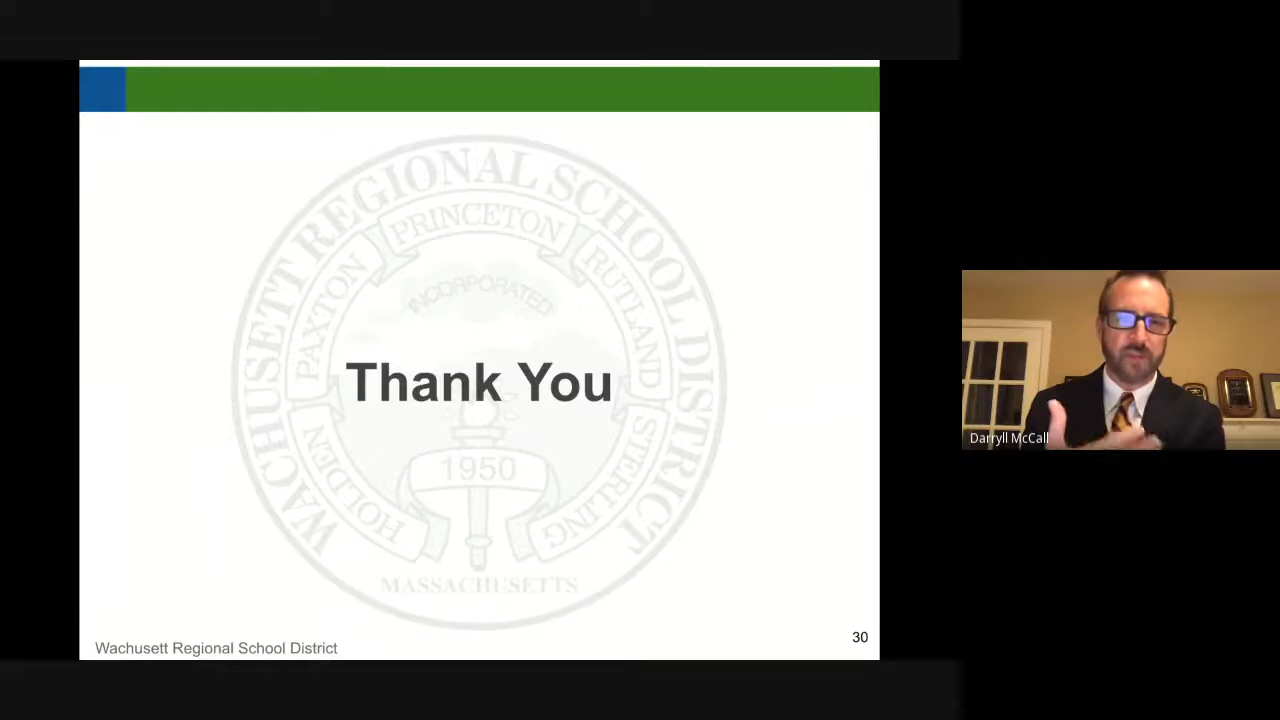 WACHUSETT REGIONAL SCHOOL DISTRICT
HOLDEN PAXTON PRINCETON RUTLAND STERLING
INCORPORATED
Thank You
1950
MASSACHUSETTS
Wachusett Regional School District
30
Darryll McCall